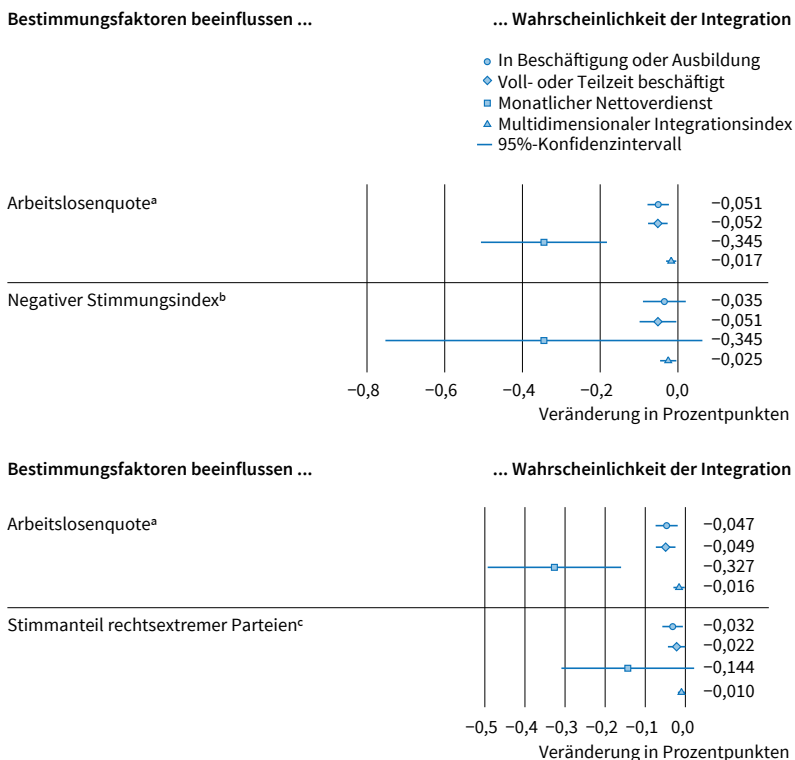 Bestimmungsfaktoren beeinflussen ... ... Wahrscheinlichkeit der Integration
In Beschäftigung oder Ausbildung
Voll- oder Teilzeit beschäftigt
Monatlicher Nettoverdienst
Multidimensionaler Integrationsindex
95%-Konfidenzintervall
Arbeitslosenquoteᵃ −0,051
−0,052
−0,345
−0,017
Negativer Stimmungsindexᵇ −0,035
−0,051
−0,345
−0,025
−0,8 −0,6 −0,4 −0,2 0,0
Veränderung in Prozentpunkten
Bestimmungsfaktoren beeinflussen ... ... Wahrscheinlichkeit der Integration
Arbeitslosenquoteᵃ −0,047
−0,049
−0,327
−0,016
Stimmanteil rechtsextremer Parteienᶜ −0,032
−0,022
−0,144
−0,010
−0,5 −0,4 −0,3 −0,2 −0,1 0,0
Veränderung in Prozentpunkten